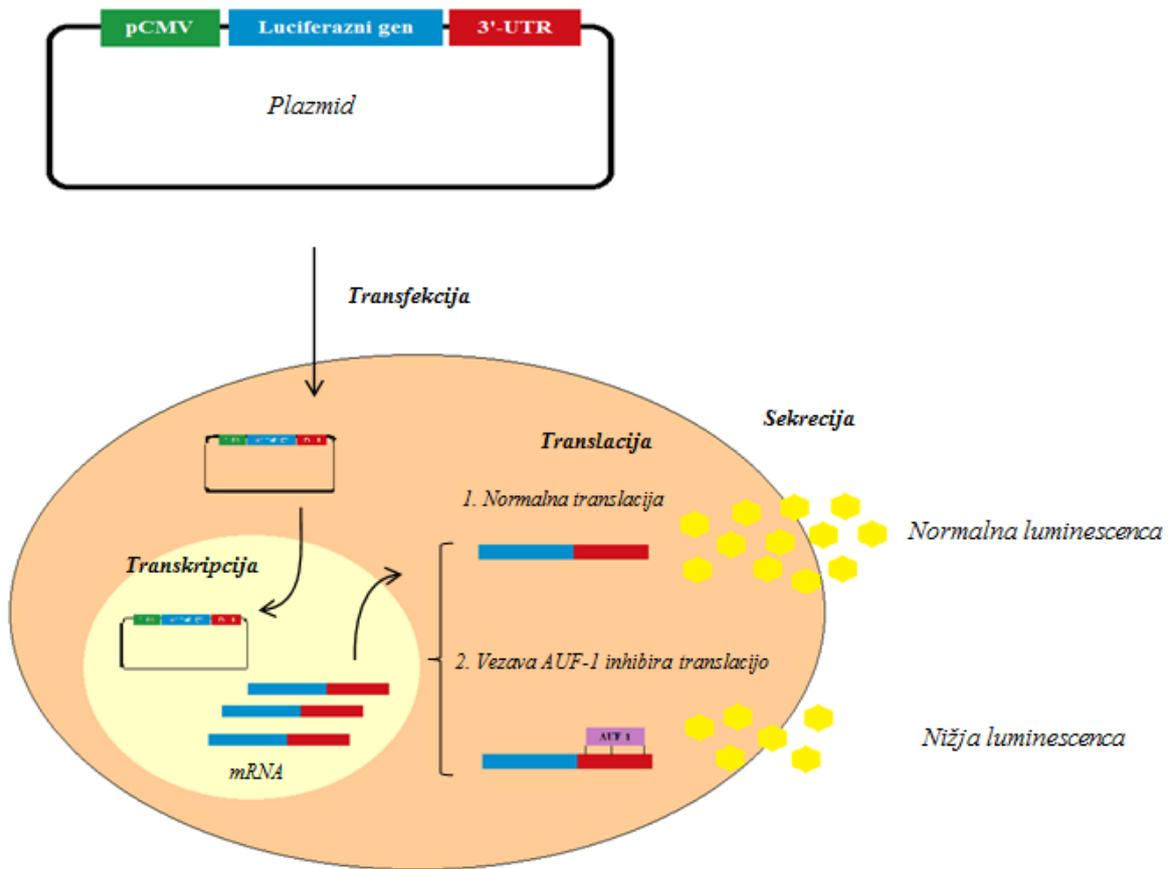 pCMV Luciferazni gen 3'-UTR
Plazmid
Transfekcija
Sekrecija
Translacija
1. Normalna translacija
Normalna luminescenca
Transkripcija
2. Vezava AUF-1 inhibira translacijo
AUF 1
Nižja luminescenca
mRNA